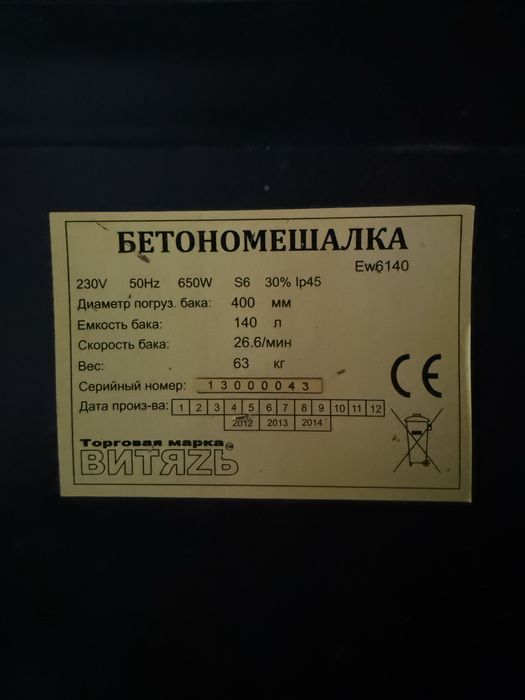 БЕТОНОМЕШАЛКА
Ew6140
230V 50Hz 650W S6 30% Ip45
Диаметр погруз. бака: 400 мм
Емкость бака: 140 л
Скорость бака: 26.6/мин
Вес: 63 кг
Серийный номер: 13000043
Дата произ-ва: 1 2 3 4 5 6 7 8 9 10 11 12
2012 2013 2014
Торговая марка
ВИТЯZЬ™
CE